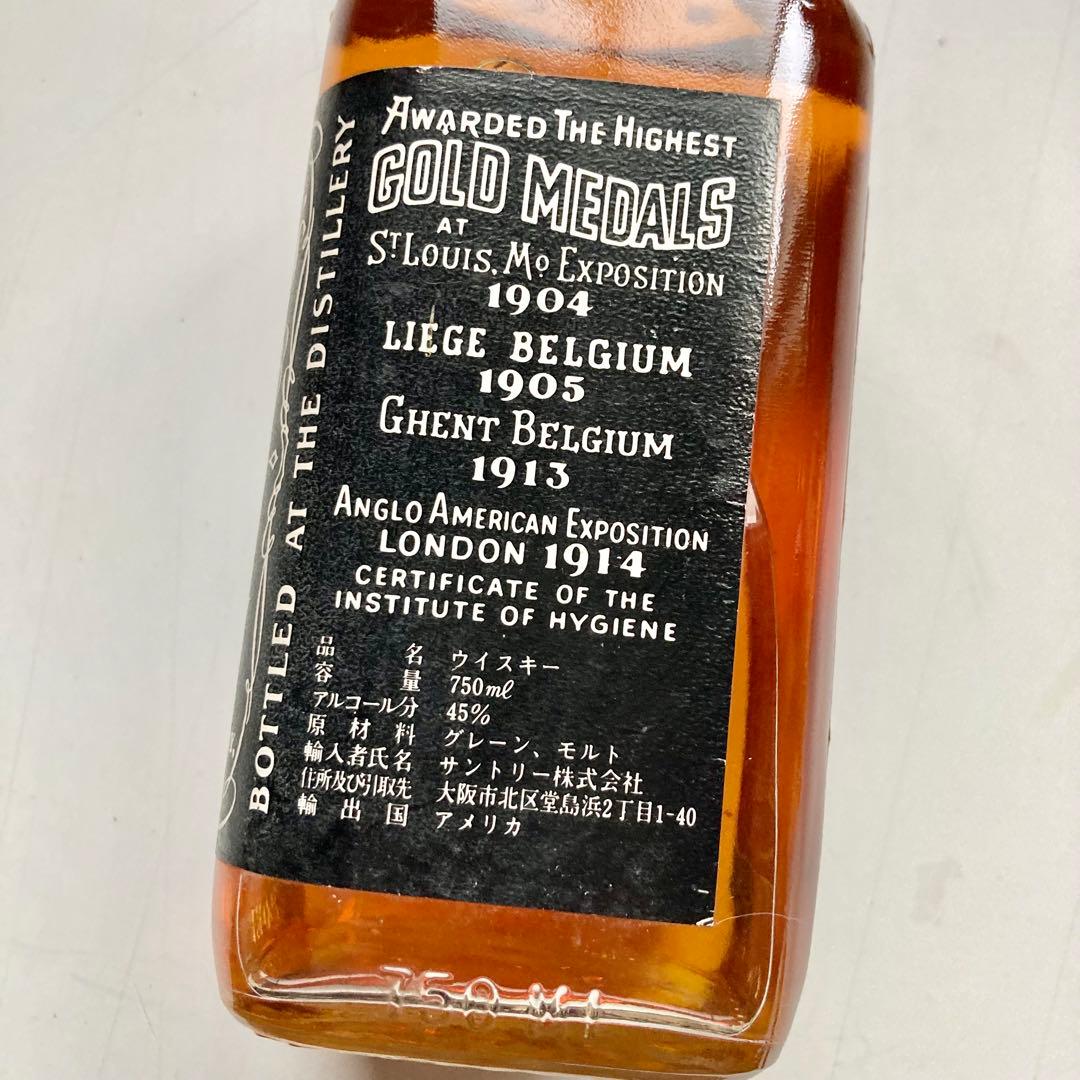 AWARDED THE HIGHEST
GOLD MEDALS
AT
ST LOUIS, MO EXPOSITION
1904
LIEGE BELGIUM
1905
GHENT BELGIUM
1913
ANGLO AMERICAN EXPOSITION
LONDON 1914
CERTIFICATE OF THE
INSTITUTE OF HYGIENE
品名 ウイスキー
容量 750ml
アルコール分 45%
原材料 グレーン、モルト
輸入者氏名 サントリー株式会社
住所及び引取先 大阪市北区堂島浜2丁目1-40
輸出国 アメリカ
BOTTLED AT THE DISTILLERY
750 ML